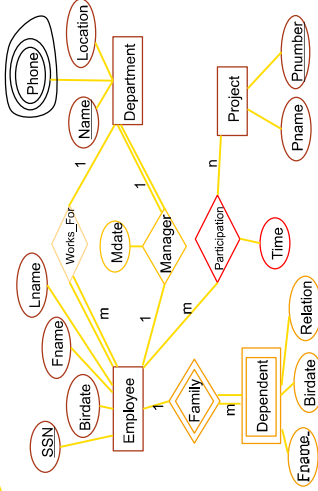 Phone
Location
Name
Department
Pnumber
Pname
Project
1
1
n
Works_For
Mdate
Manager
Participation
Time
Lname
Fname
Birdate
SSN
m
1
m
Employee
1
Family
m
Dependent
Relation
Birdate
Fname_